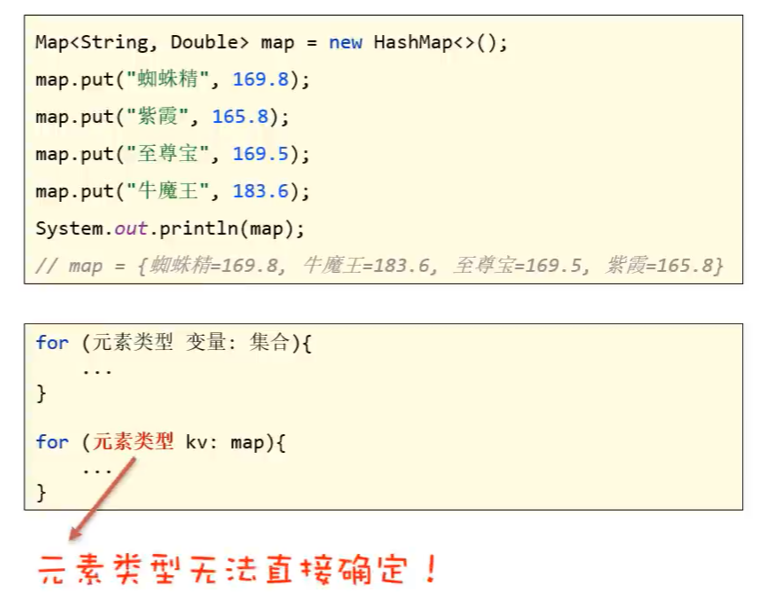 Map<String, Double> map = new HashMap<>();
map.put("蜘蛛精", 169.8);
map.put("紫霞", 165.8);
map.put("至尊宝", 169.5);
map.put("牛魔王", 183.6);
System.out.println(map);
// map = {蜘蛛精=169.8, 牛魔王=183.6, 至尊宝=169.5, 紫霞=165.8}
for (元素类型 变量: 集合){
...
}
for (元素类型 kv: map){
...
}
元素类型无法直接确定！